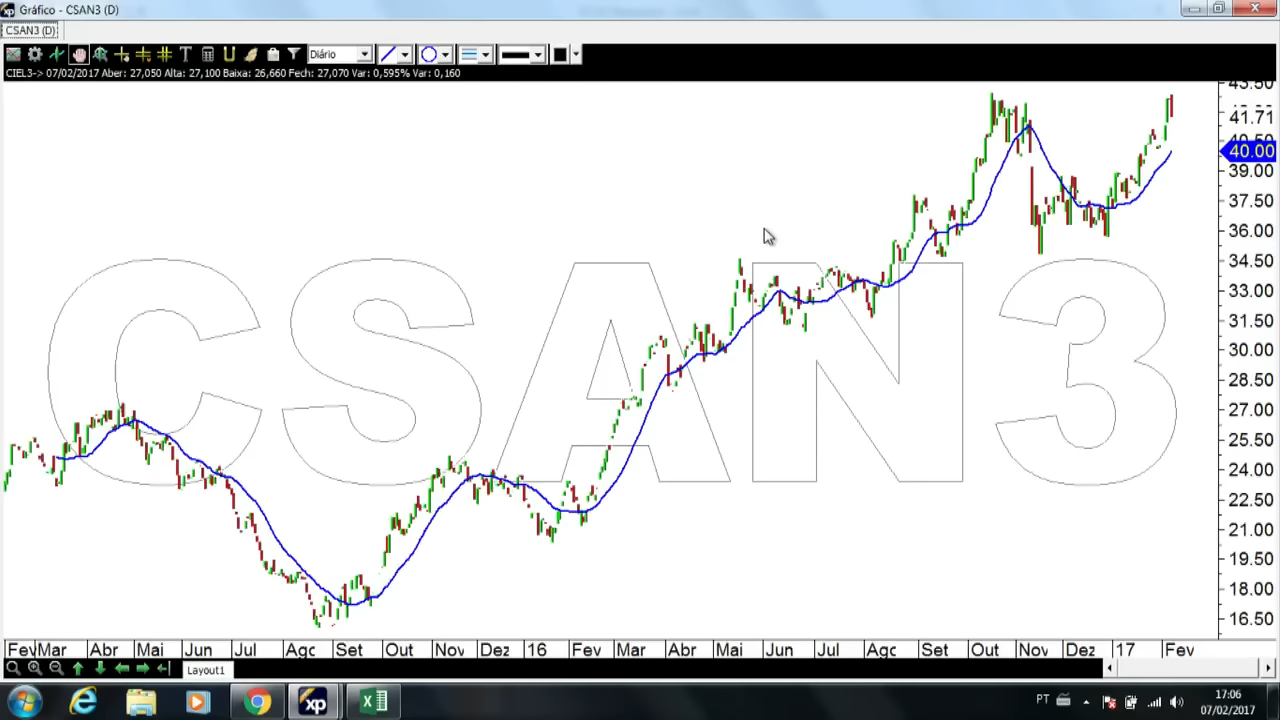 Gráfico - CSAN3 (D)
CSAN3 (D)
Diário
CIEL3-> 07/02/2017 Aber: 27,050 Alta: 27,100 Baixa: 26,660 Fech: 27,070 Var: 0,595% Var: 0,160
43.50
41.71
40.50
40.00
39.00
37.50
36.00
34.50
33.00
31.50
30.00
28.50
27.00
25.50
24.00
22.50
21.00
19.50
18.00
16.50
CSAN3
Fev Mar Abr Mai Jun Jul Ago Set Out Nov Dez 16 Fev Mar Abr Mai Jun Jul Ago Set Out Nov Dez 17 Fev
Layout1
xp
PT
17:06
07/02/2017